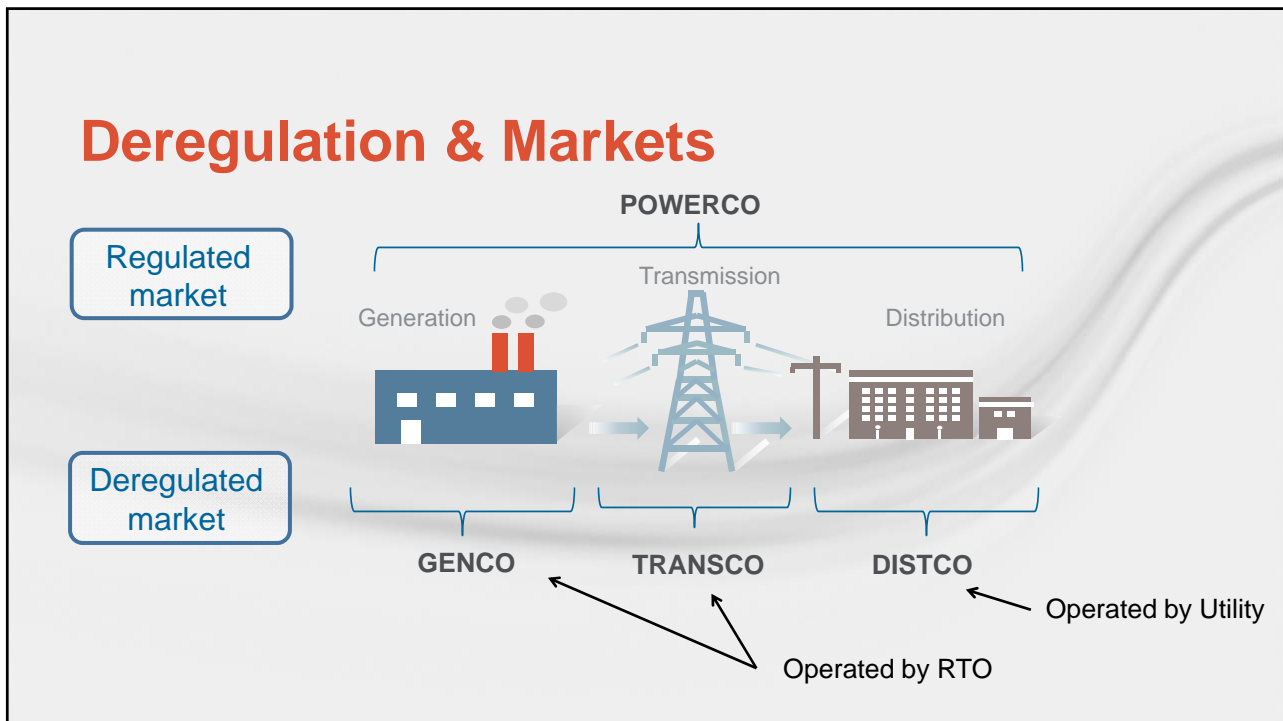 Deregulation & Markets
POWERCO
Regulated
market
Transmission
Generation
Distribution
Deregulated
market
GENCO
TRANSCO
DISTCO
Operated by Utility
Operated by RTO